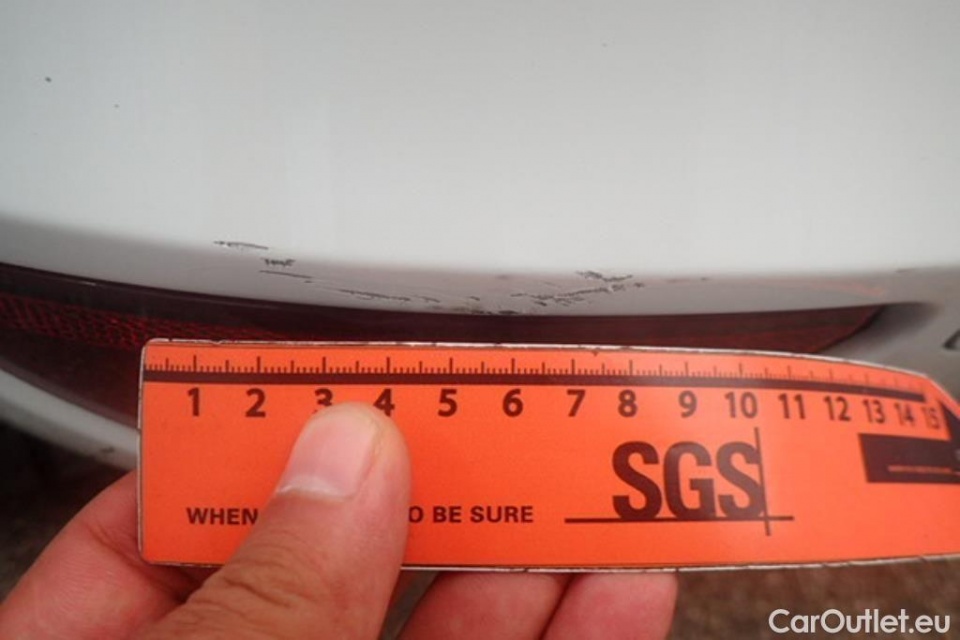 1 2 3 4 5 6 7 8 9 10 11 12 13 14 15
SGS
WHEN O BE SURE
CarOutlet.eu